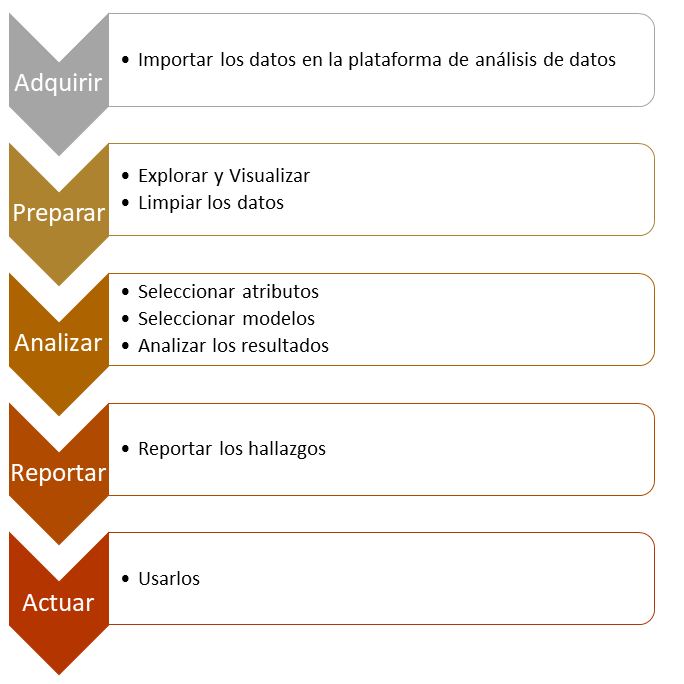 Adquirir
• Importar los datos en la plataforma de análisis de datos
Preparar
• Explorar y Visualizar
• Limpiar los datos
Analizar
• Seleccionar atributos
• Seleccionar modelos
• Analizar los resultados
Reportar
• Reportar los hallazgos
Actuar
• Usarlos